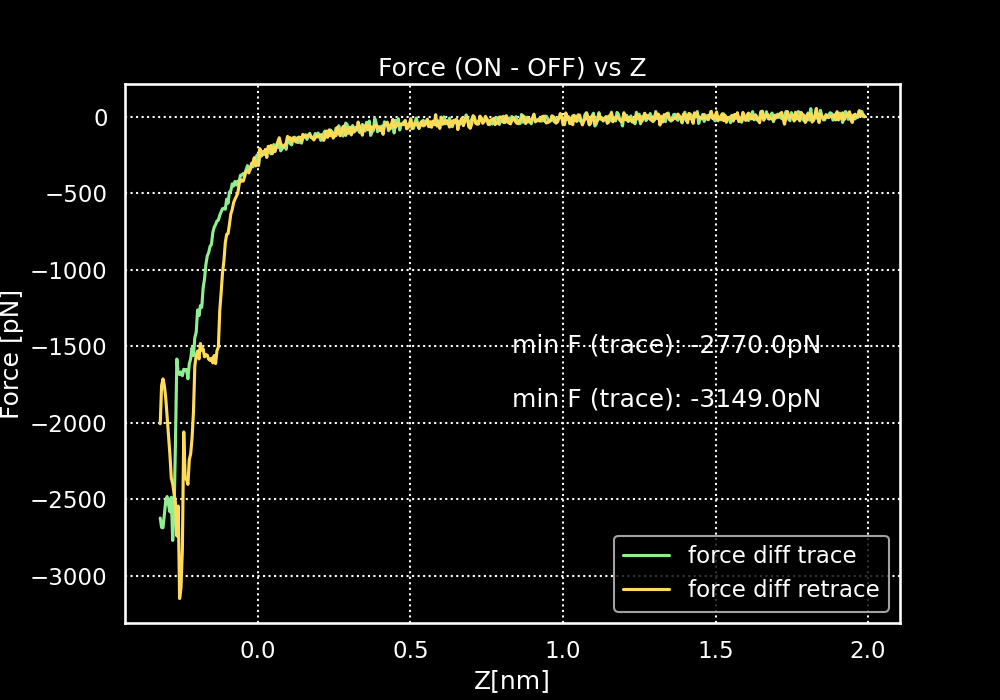 Force (ON - OFF) vs Z
0
−500
−1000
−1500
−2000
−2500
−3000
Force [pN]
min F (trace): -2770.0pN
min F (trace): -3149.0pN
force diff trace
force diff retrace
0.0 0.5 1.0 1.5 2.0
Z[nm]